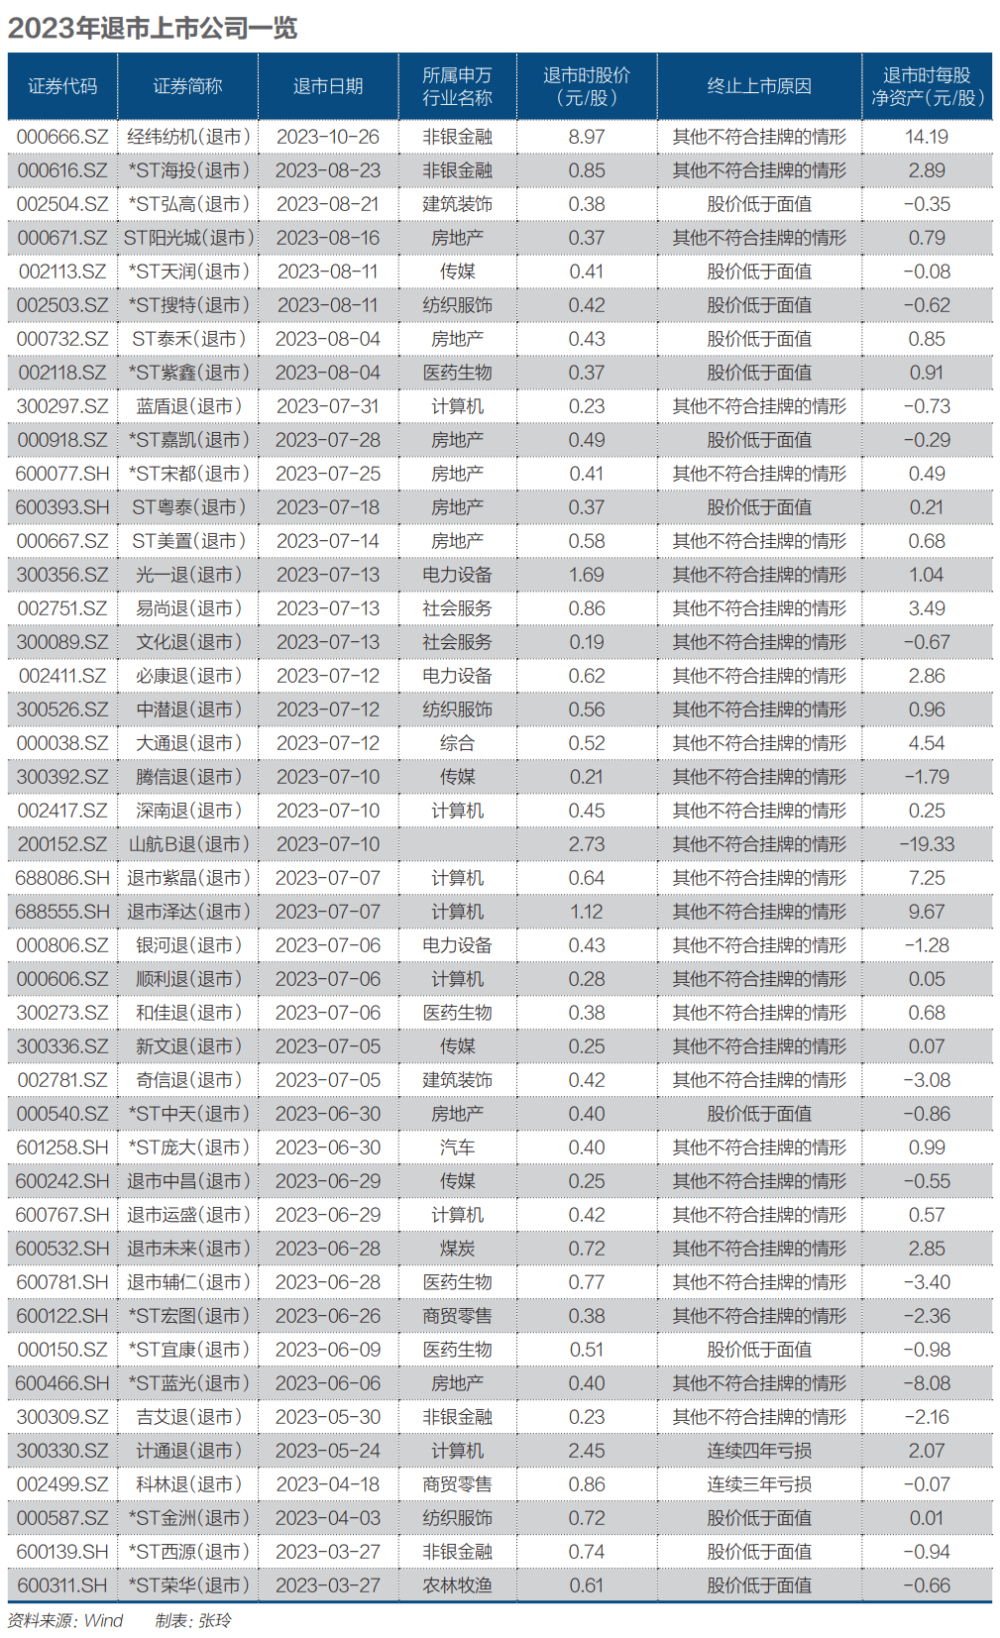 2023年退市上市公司一览
证券代码 证券简称 退市日期 所属申万行业名称 退市时股价（元/股） 终止上市原因 退市时每股净资产（元/股）
000666.SZ 经纬纺机（退市） 2023-10-26 非银金融 8.97 其他不符合挂牌的情形 14.19
000616.SZ *ST海投（退市） 2023-08-23 非银金融 0.85 其他不符合挂牌的情形 2.89
002504.SZ *ST弘高（退市） 2023-08-21 建筑装饰 0.38 股价低于面值 -0.35
000671.SZ ST阳光城（退市） 2023-08-16 房地产 0.37 其他不符合挂牌的情形 0.79
002113.SZ *ST天润（退市） 2023-08-11 传媒 0.41 股价低于面值 -0.08
002503.SZ *ST搜特（退市） 2023-08-11 纺织服饰 0.42 股价低于面值 -0.62
000732.SZ ST泰禾（退市） 2023-08-04 房地产 0.43 股价低于面值 0.85
002118.SZ *ST紫鑫（退市） 2023-08-04 医药生物 0.37 股价低于面值 0.91
300297.SZ 蓝盾退（退市） 2023-07-31 计算机 0.23 其他不符合挂牌的情形 -0.73
000918.SZ *ST嘉凯（退市） 2023-07-28 房地产 0.49 股价低于面值 -0.29
600077.SH *ST宋都（退市） 2023-07-25 房地产 0.41 其他不符合挂牌的情形 0.49
600393.SH ST粤泰（退市） 2023-07-18 房地产 0.37 股价低于面值 0.21
000667.SZ ST美置（退市） 2023-07-14 房地产 0.58 其他不符合挂牌的情形 0.68
300356.SZ 光一退（退市） 2023-07-13 电力设备 1.69 其他不符合挂牌的情形 1.04
002751.SZ 易尚退（退市） 2023-07-13 社会服务 0.86 其他不符合挂牌的情形 3.49
300089.SZ 文化退（退市） 2023-07-13 社会服务 0.19 其他不符合挂牌的情形 -0.67
002411.SZ 必康退（退市） 2023-07-12 电力设备 0.62 其他不符合挂牌的情形 2.86
300526.SZ 中潜退（退市） 2023-07-12 纺织服饰 0.56 其他不符合挂牌的情形 0.96
000038.SZ 大通退（退市） 2023-07-12 综合 0.52 其他不符合挂牌的情形 4.54
300392.SZ 腾信退（退市） 2023-07-10 传媒 0.21 其他不符合挂牌的情形 -1.79
002417.SZ 深南退（退市） 2023-07-10 计算机 0.45 其他不符合挂牌的情形 0.25
200152.SZ 山航B退（退市） 2023-07-10 2.73 其他不符合挂牌的情形 -19.33
688086.SH 退市紫晶（退市） 2023-07-07 计算机 0.64 其他不符合挂牌的情形 7.25
688555.SH 退市泽达（退市） 2023-07-07 计算机 1.12 其他不符合挂牌的情形 9.67
000806.SZ 银河退（退市） 2023-07-06 电力设备 0.43 其他不符合挂牌的情形 -1.28
000606.SZ 顺利退（退市） 2023-07-06 计算机 0.28 其他不符合挂牌的情形 0.05
300273.SZ 和佳退（退市） 2023-07-06 医药生物 0.38 其他不符合挂牌的情形 0.68
300336.SZ 新文退（退市） 2023-07-05 传媒 0.25 其他不符合挂牌的情形 0.07
002781.SZ 奇信退（退市） 2023-07-05 建筑装饰 0.42 其他不符合挂牌的情形 -3.08
000540.SZ *ST中天（退市） 2023-06-30 房地产 0.40 股价低于面值 -0.86
601258.SH *ST庞大（退市） 2023-06-30 汽车 0.40 其他不符合挂牌的情形 0.99
600242.SH 退市中昌（退市） 2023-06-29 传媒 0.25 其他不符合挂牌的情形 -0.55
600767.SH 退市运盛（退市） 2023-06-29 计算机 0.42 其他不符合挂牌的情形 0.57
600532.SH 退市未来（退市） 2023-06-28 煤炭 0.72 其他不符合挂牌的情形 2.85
600781.SH 退市辅仁（退市） 2023-06-28 医药生物 0.77 其他不符合挂牌的情形 -3.40
600122.SH *ST宏图（退市） 2023-06-26 商贸零售 0.38 其他不符合挂牌的情形 -2.36
000150.SZ *ST宜康（退市） 2023-06-09 医药生物 0.51 股价低于面值 -0.98
600466.SH *ST蓝光（退市） 2023-06-06 房地产 0.40 其他不符合挂牌的情形 -8.08
300309.SZ 吉艾退（退市） 2023-05-30 非银金融 0.23 其他不符合挂牌的情形 -2.16
300330.SZ 计通退（退市） 2023-05-24 计算机 2.45 连续四年亏损 2.07
002499.SZ 科林退（退市） 2023-04-18 商贸零售 0.86 连续三年亏损 -0.07
000587.SZ *ST金洲（退市） 2023-04-03 纺织服饰 0.72 股价低于面值 0.01
600139.SH *ST西源（退市） 2023-03-27 非银金融 0.74 股价低于面值 -0.94
600311.SH *ST荣华（退市） 2023-03-27 农林牧渔 0.61 股价低于面值 -0.66
资料来源：Wind 制表：张玲